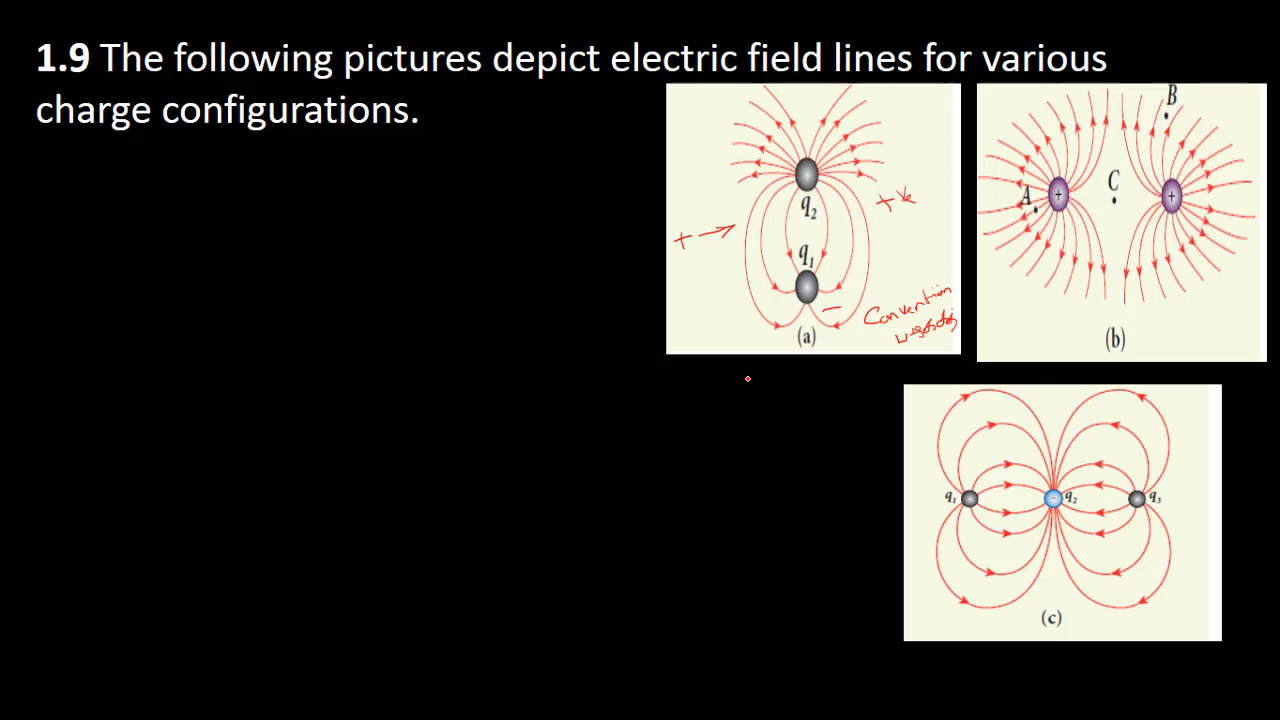 1.9 The following pictures depict electric field lines for various
charge configurations.
q2
q1
+
+ve
−
Convention
(a)
A
B
C
+
+
(b)
q1
−
q2
q3
(c)